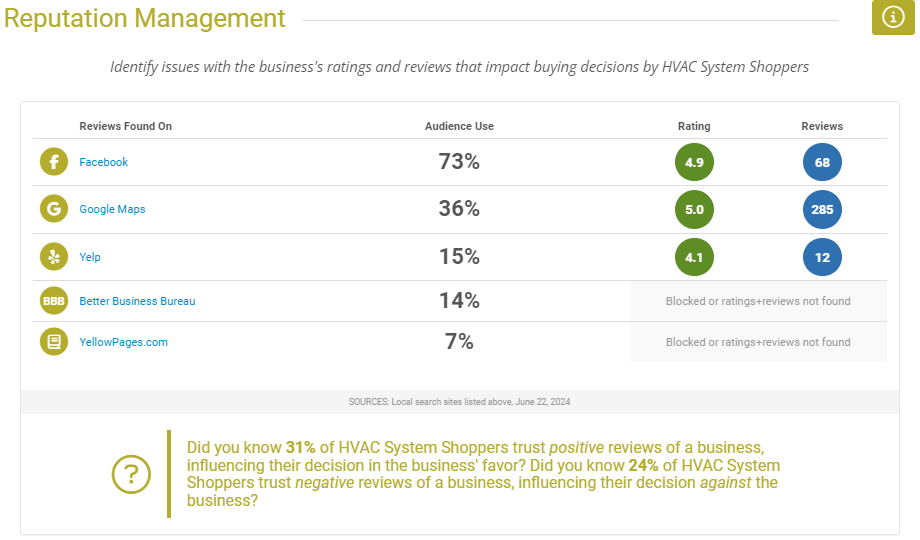 Reputation Management
Identify issues with the business's ratings and reviews that impact buying decisions by HVAC System Shoppers
Reviews Found On Audience Use Rating Reviews
Facebook 73% 4.9 68
G Google Maps 36% 5.0 285
Yelp 15% 4.1 12
BBB Better Business Bureau 14% Blocked or ratings+reviews not found
YellowPages.com 7% Blocked or ratings+reviews not found
SOURCES: Local search sites listed above, June 22, 2024
Did you know 31% of HVAC System Shoppers trust positive reviews of a business,
influencing their decision in the business' favor? Did you know 24% of HVAC System
Shoppers trust negative reviews of a business, influencing their decision against the
business?